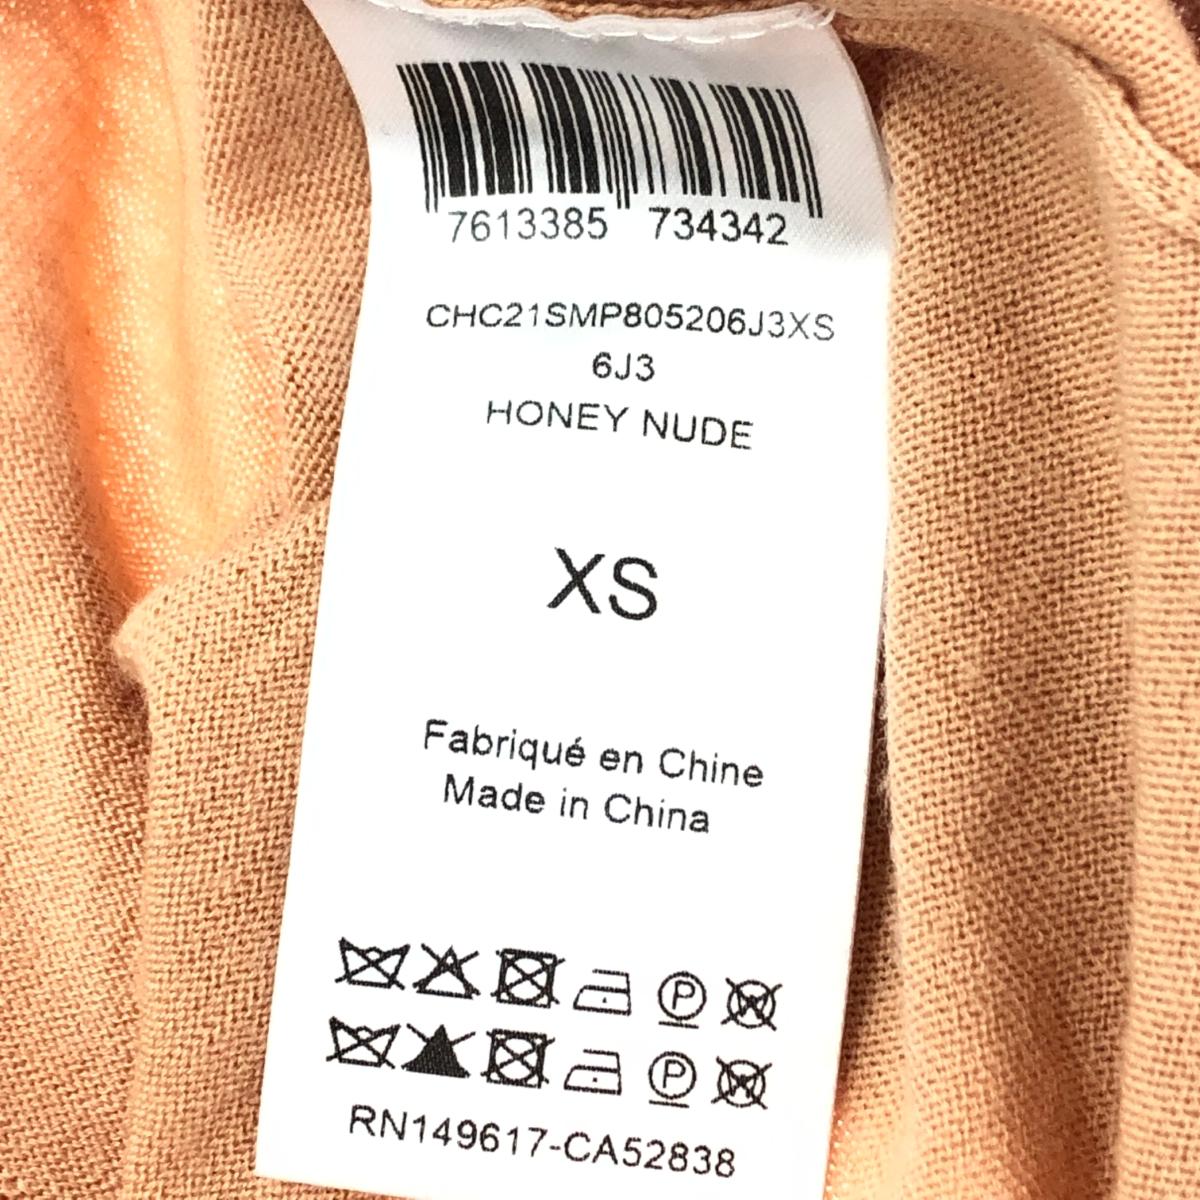 7613385 734342
CHC21SMP805206J3XS
6J3
HONEY NUDE
XS
Fabriqué en Chine
Made in China
P
W
P
W
RN149617-CA52838